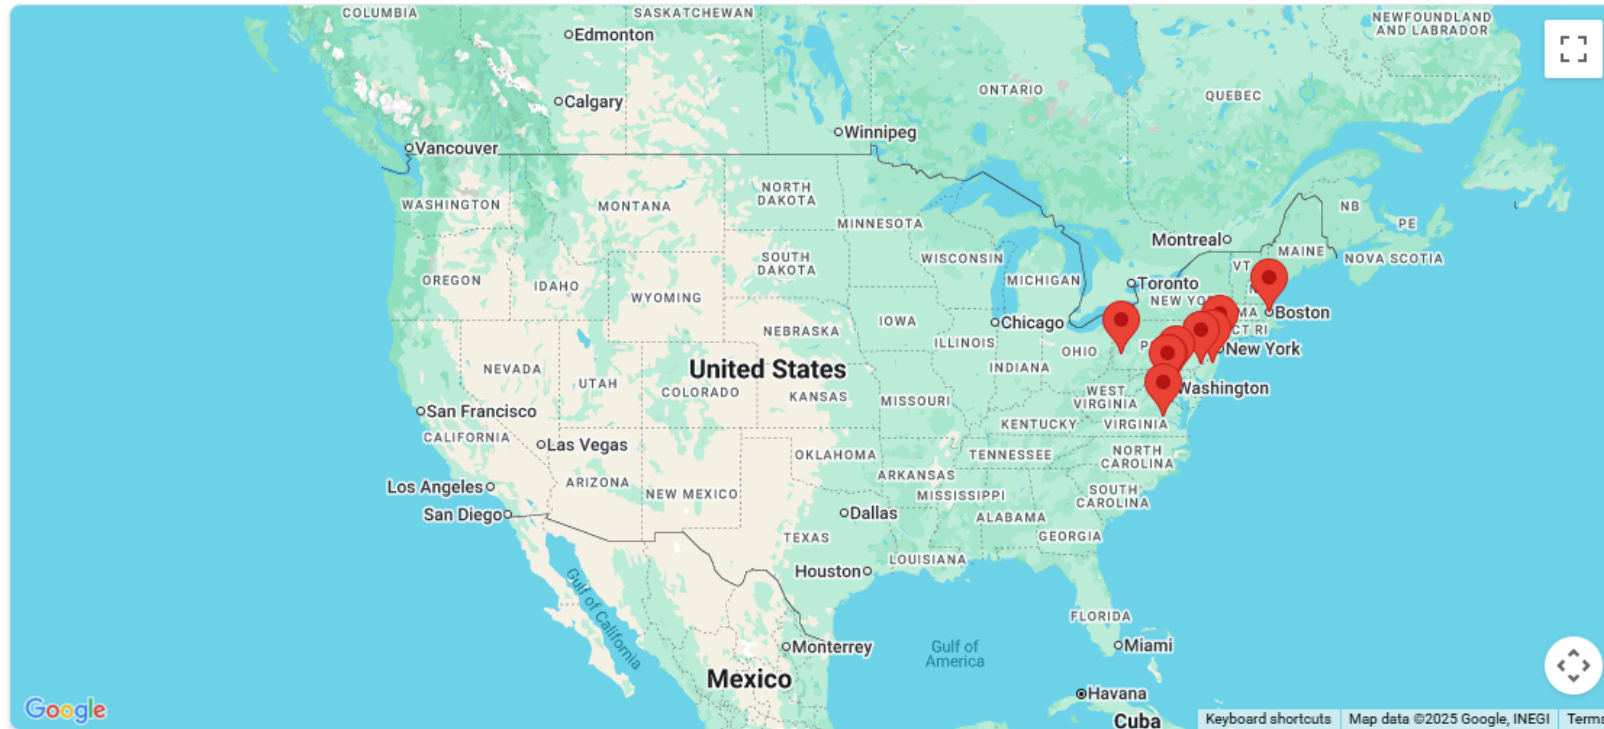 COLUMBIA
SASKATCHEWAN
NEWFOUNDLAND
AND LABRADOR
Edmonton
ONTARIO
QUEBEC
Calgary
Winnipeg
Vancouver
NORTH
DAKOTA
WASHINGTON
MONTANA
NB
MINNESOTA
PE
Montreal
MAINE
SOUTH
DAKOTA
WISCONSIN
VT
NOVA SCOTIA
OREGON
IDAHO
MICHIGAN
Toronto
WYOMING
NEW YO
MA
Boston
IOWA
Chicago
NEBRASKA
CT RI
ILLINOIS
OHIO
P
New York
United States
NEVADA
INDIANA
UTAH
COLORADO
KANSAS
MISSOURI
WEST
VIRGINIA
Washington
San Francisco
KENTUCKY
VIRGINIA
CALIFORNIA
Las Vegas
OKLAHOMA
TENNESSEE
NORTH
CAROLINA
ARKANSAS
Los Angeles
ARIZONA
NEW MEXICO
MISSISSIPPI
SOUTH
CAROLINA
San Diego
Dallas
ALABAMA
TEXAS
GEORGIA
LOUISIANA
Houston
Gulf of California
FLORIDA
Monterrey
Gulf of
America
Miami
Mexico
Havana
Cuba
Google
Keyboard shortcuts
Map data ©2025 Google, INEGI
Terms